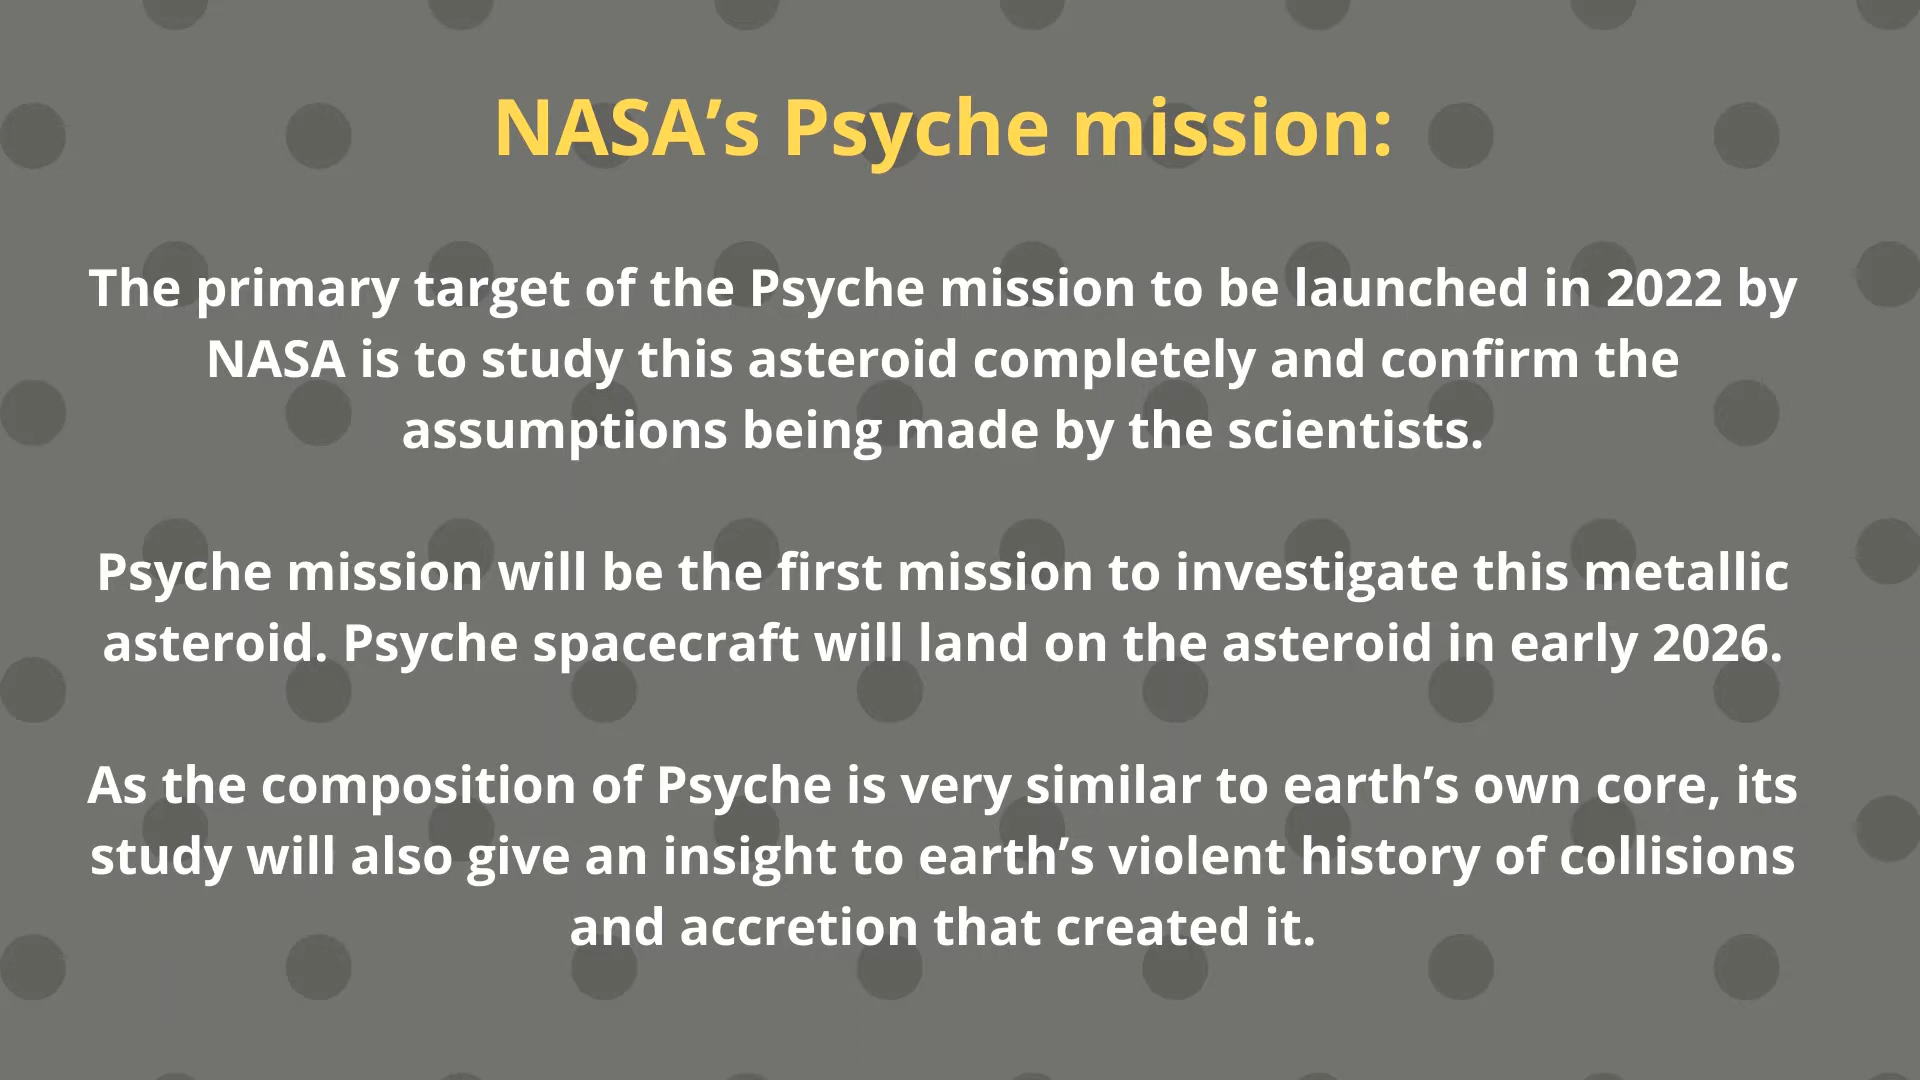 NASA’s Psyche mission:
The primary target of the Psyche mission to be launched in 2022 by
NASA is to study this asteroid completely and confirm the
assumptions being made by the scientists.
Psyche mission will be the first mission to investigate this metallic
asteroid. Psyche spacecraft will land on the asteroid in early 2026.
As the composition of Psyche is very similar to earth’s own core, its
study will also give an insight to earth’s violent history of collisions
and accretion that created it.